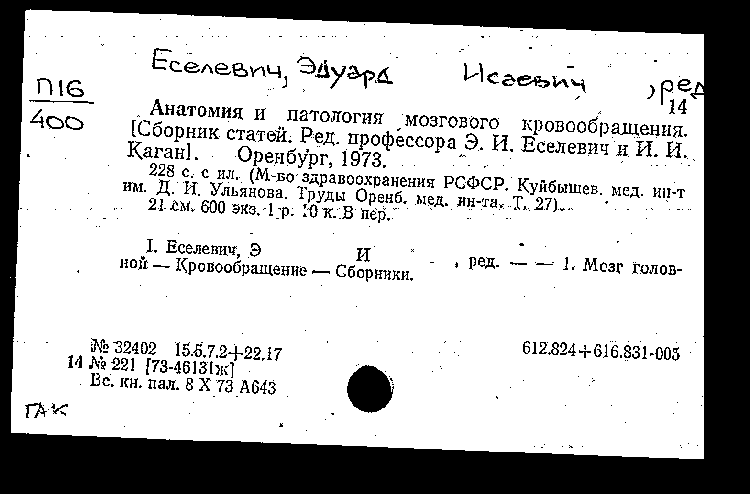 Еселевич, Эдуард Исаевич, ред
П16
400
14
Анатомия и патология мозгового кровообращения.
[Сборник статей. Ред. профессора Э. И. Еселевич и И. И.
Каган]. Оренбург, 1973.
228 с. с ил. (М-во здравоохранения РСФСР. Куйбышев. мед. ин-т
им. Д. И. Ульянова. Труды Оренб. мед. ин-та. Т. 27).
21 см. 600 экз. 1 р. 10 к. В пер.
I. Еселевич, Э И , ред. — — 1. Мозг голов-
ной — Кровообращение — Сборники.
№ 32402 15.5.7.2+22.17
612.824+616.831-005
14 № 221 [73-46131ж]
Вс. кн. пал. 8 X 73 А643
ГАК